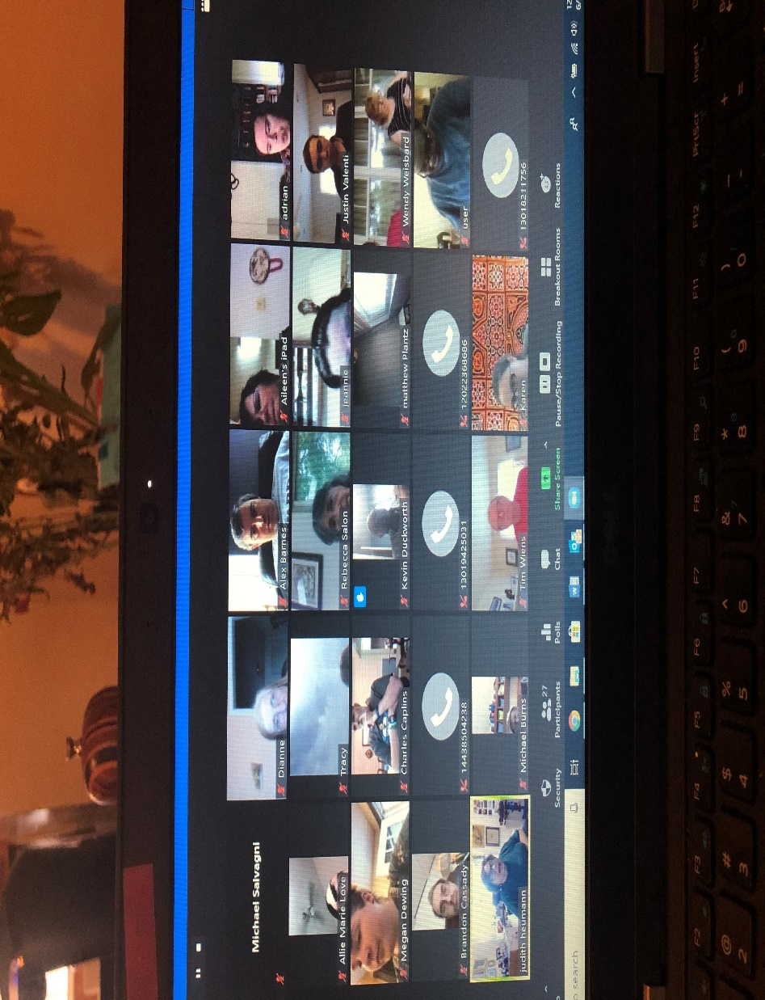 Michael Salvagni
Dianne
Alex Barnes
Aileen's iPad
adrian
Allie Marie Love
Tracy
Rebecca Salon
Jeannie
Justin Valenti
Megan Dewing
Charles Caplins
Kevin Duckworth
matthew Plantz
Wendy Weisbard
Brandon Cassady
14438504238
13019425031
12022368686
user
judith heumann
Michael Burns
Tim Wiens
Karen
13018211756
27
Security
Participants
Polls
Chat
Share Screen
Pause/Stop Recording
Breakout Rooms
Reactions
search
F2 F3 F4 F5 F6 F7 F8 F9 F10 F11 F12 PrtScr Insert
@ # $ % ^ & * ( ) _ +
2 3 4 5 6 7 8 9 0 - =